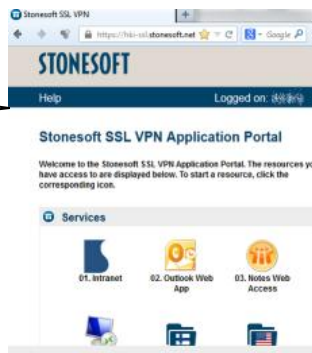 Stonesoft SSL VPN
https://hki-ssl.stonesoft.net
Google
STONESOFT
Help Logged on:
Stonesoft SSL VPN Application Portal
Welcome to the Stonesoft SSL VPN Application Portal. The resources yo
have access to are displayed below. To start a resource, click the
corresponding icon.
Services
01. Intranet 02. Outlook Web 03. Notes Web
App Access